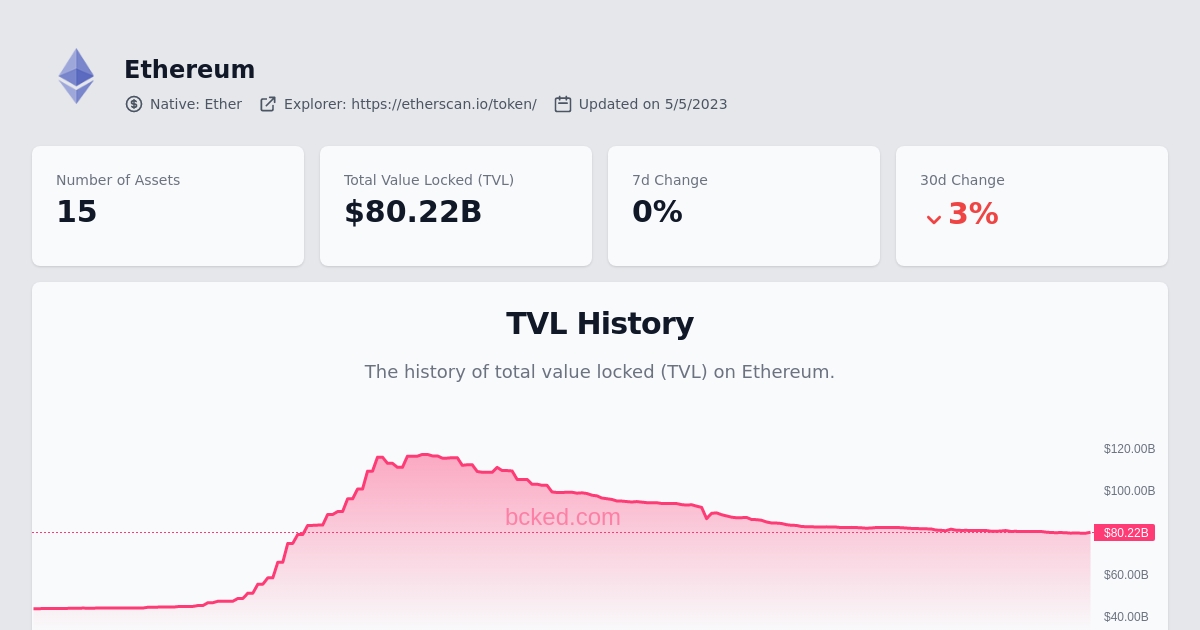 Ethereum
Native: Ether Explorer: https://etherscan.io/token/ Updated on 5/5/2023
Number of Assets
15
Total Value Locked (TVL)
$80.22B
7d Change
0%
30d Change
3%
TVL History
The history of total value locked (TVL) on Ethereum.
$120.00B
$100.00B
bcked.com
$80.22B
$60.00B
$40.00B